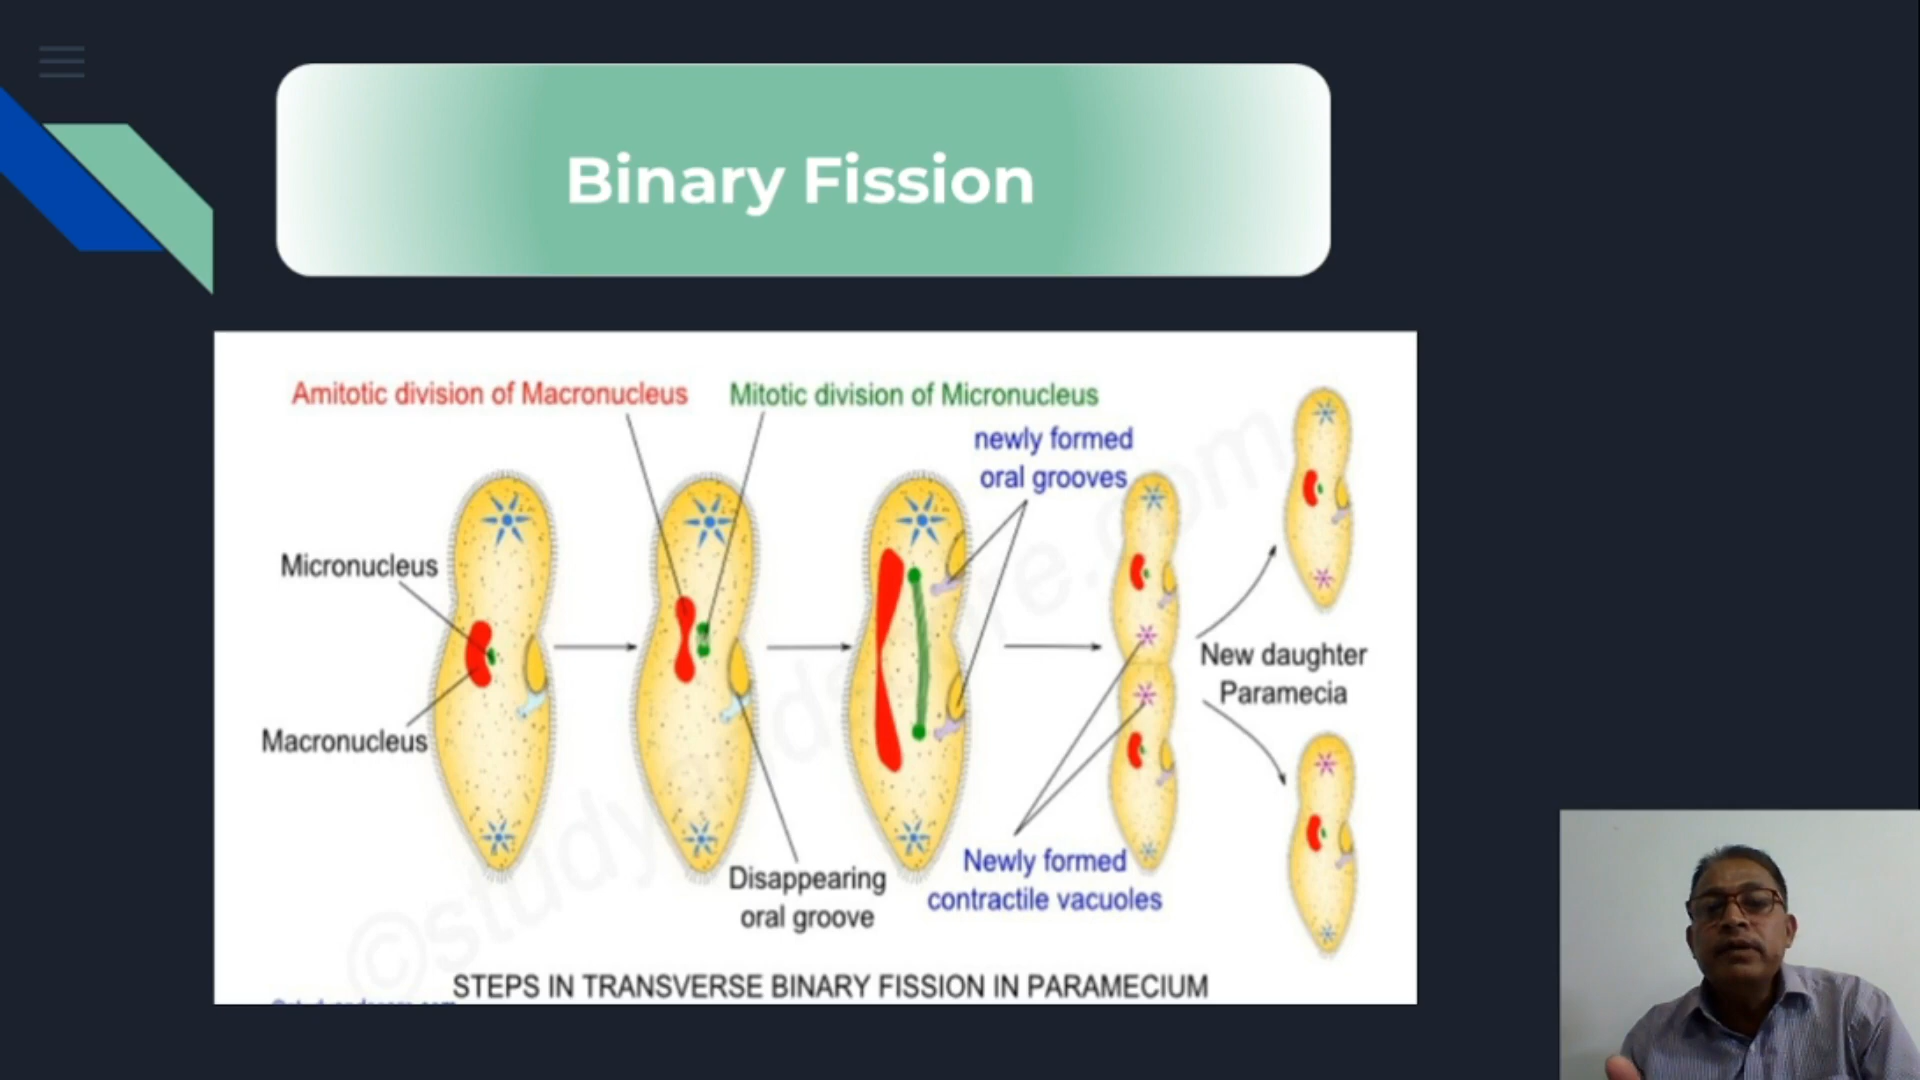 Binary Fission
Amitotic division of Macronucleus
Mitotic division of Micronucleus
newly formed
oral grooves
Micronucleus
Macronucleus
New daughter
Paramecia
Disappearing
oral groove
Newly formed
contractile vacuoles
STEPS IN TRANSVERSE BINARY FISSION IN PARAMECIUM